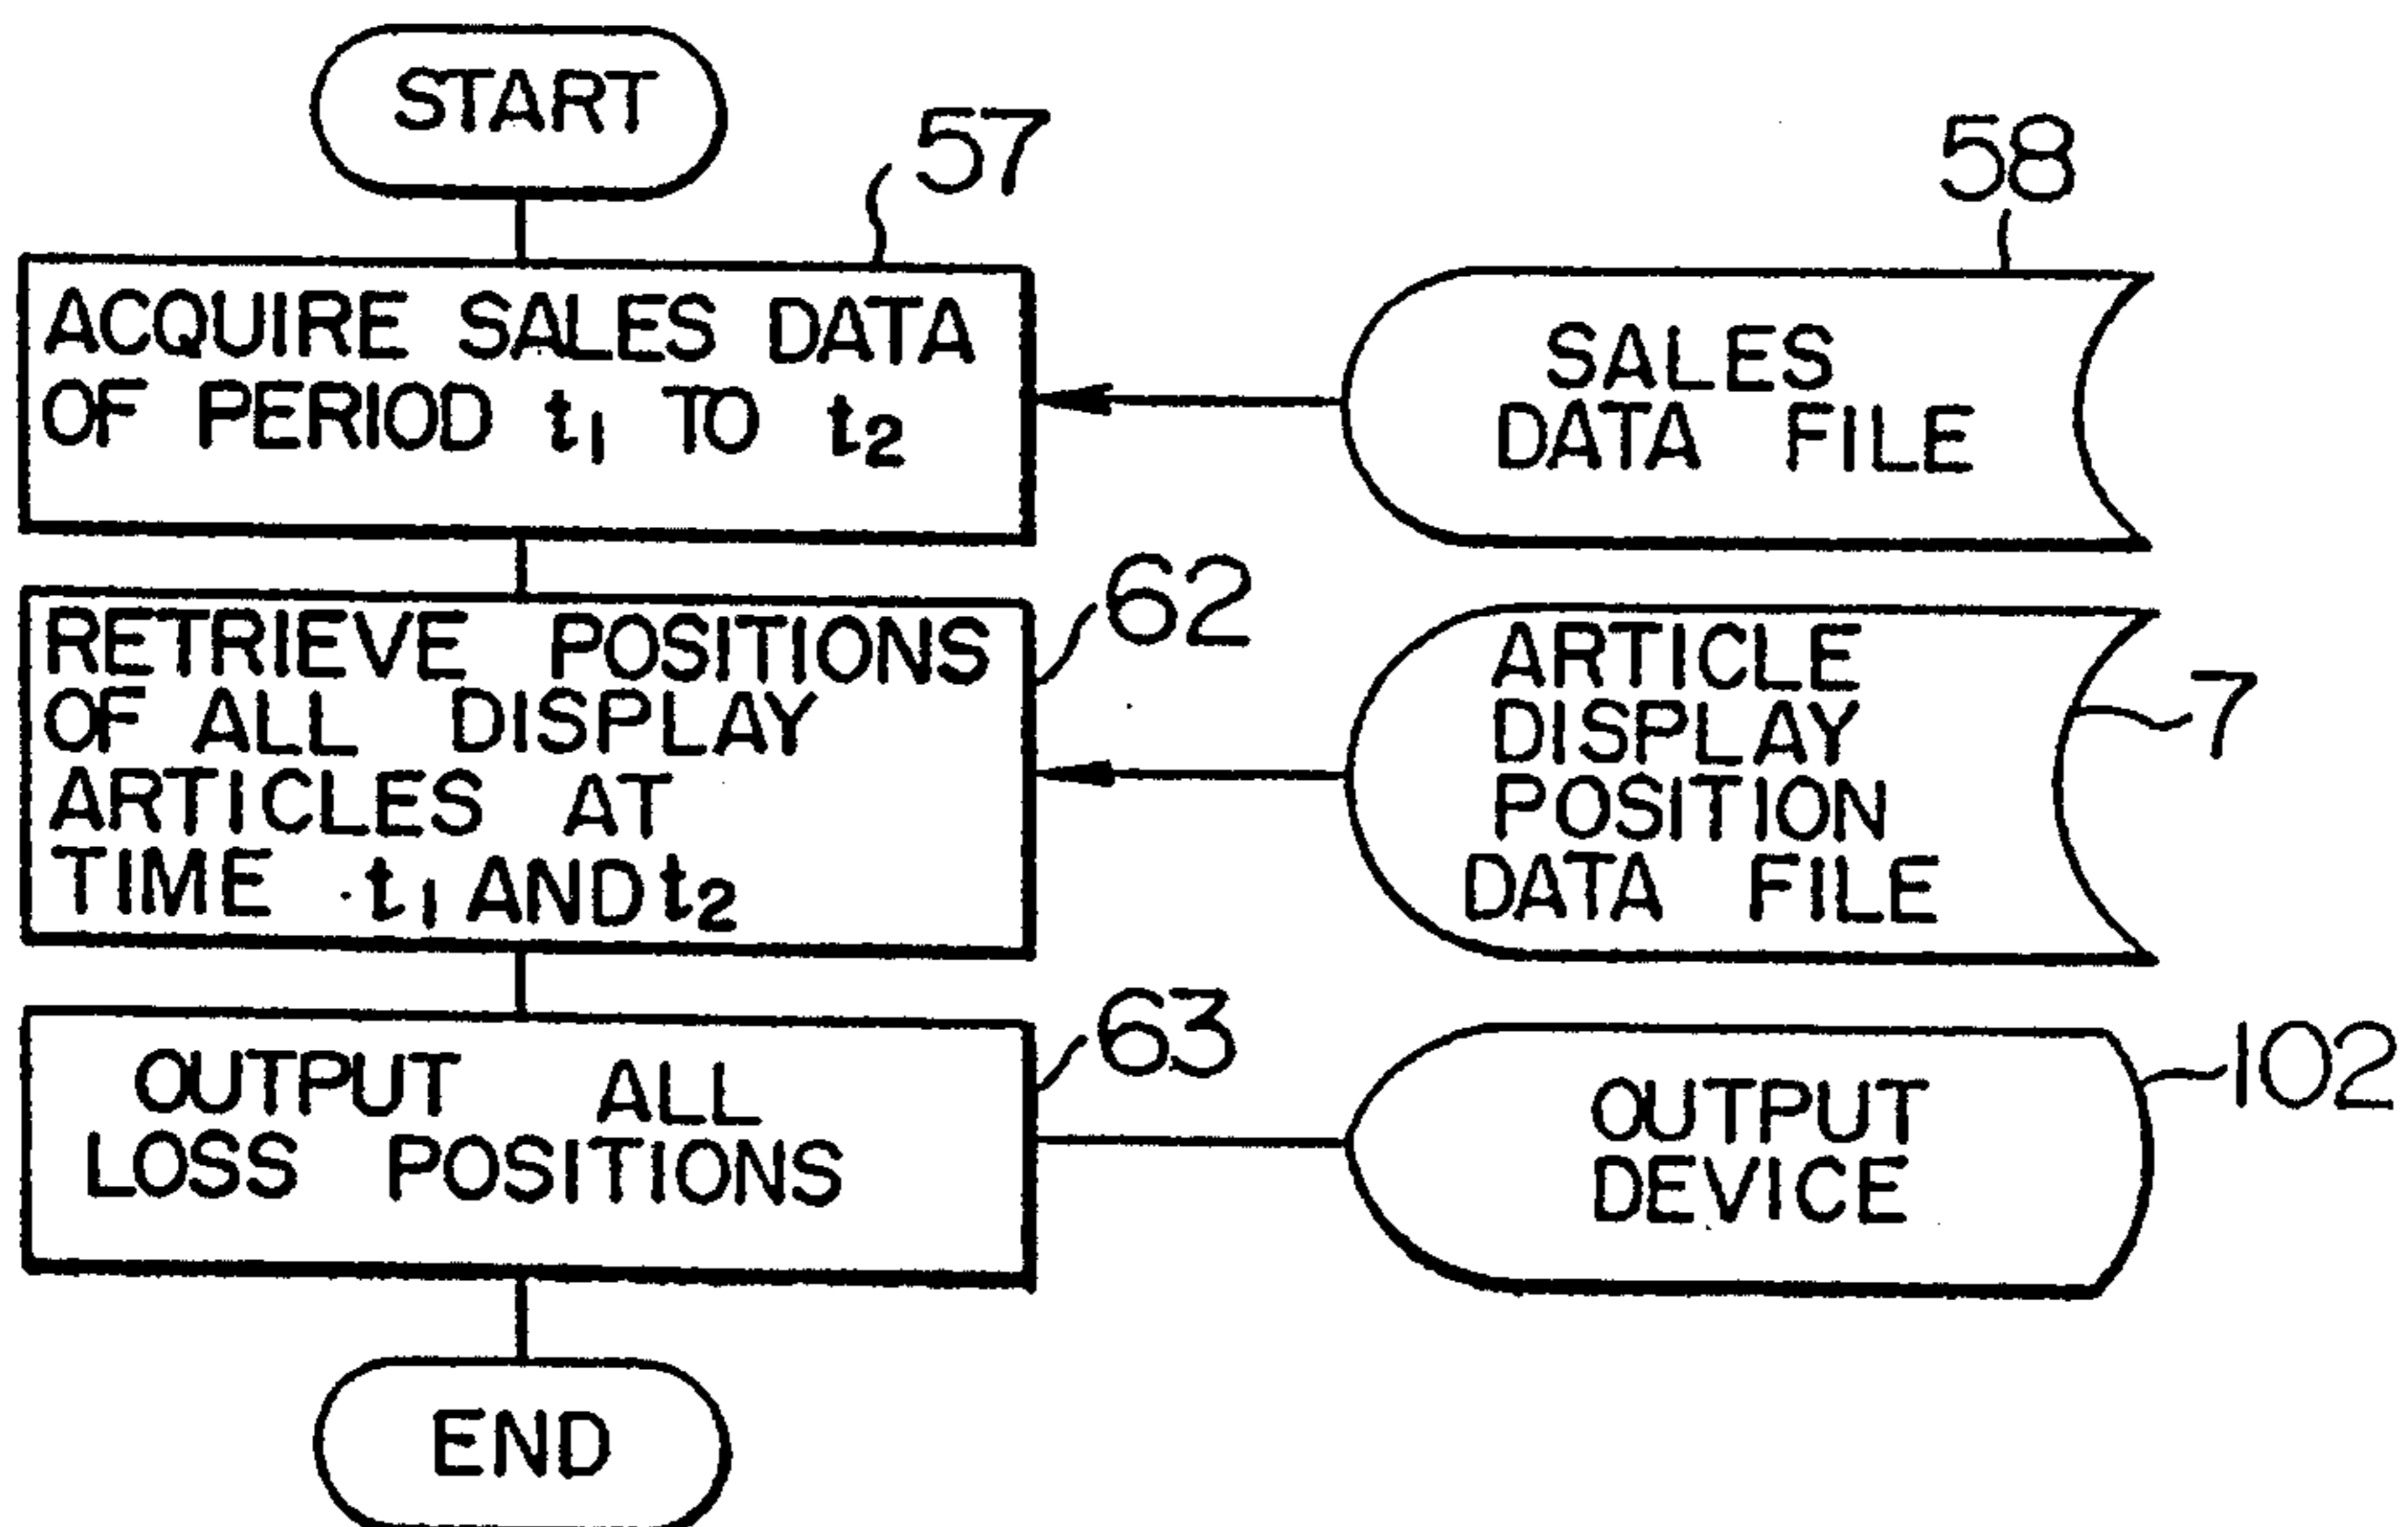 START
57
58
ACQUIRE SALES DATA
OF PERIOD t1 TO t2
SALES
DATA FILE
62
RETRIEVE POSITIONS
OF ALL DISPLAY
ARTICLES AT
TIME t1 AND t2
ARTICLE
DISPLAY
POSITION
DATA FILE
7
63
OUTPUT ALL
LOSS POSITIONS
OUTPUT
DEVICE
102
END